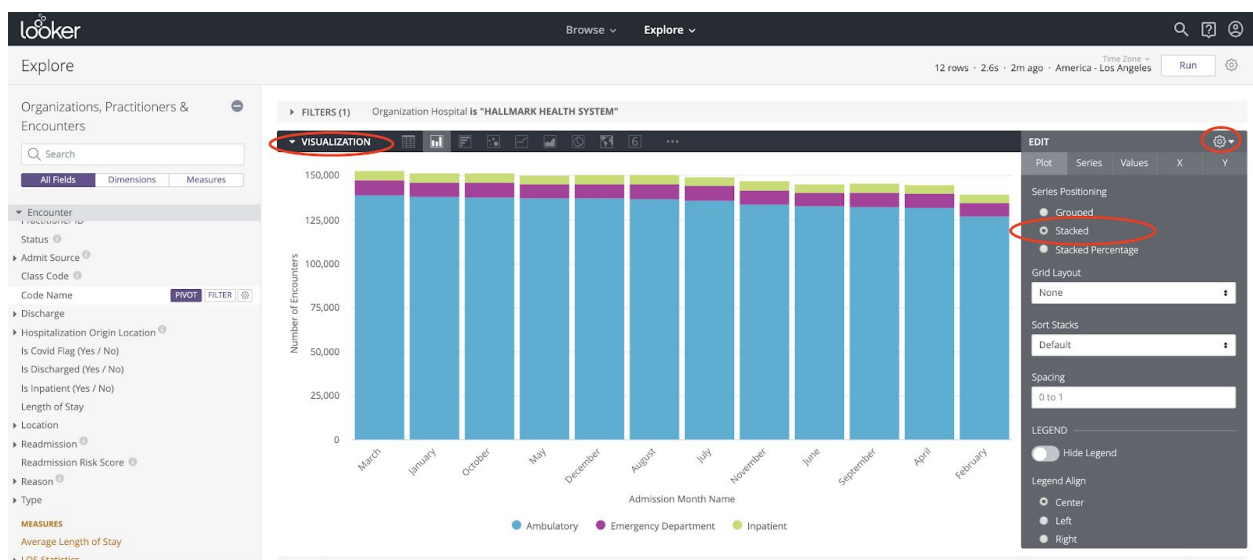 looker
Browse
Explore
Explore
12 rows · 2.6s · 2m ago · America - Los Angeles
Time Zone
Run
Organizations, Practitioners &
Encounters
Search
All Fields Dimensions Measures
Encounter
Practitioner ID
Status
Admit Source
Class Code
Code Name PIVOT FILTER
Discharge
Hospitalization Origin Location
Is Covid Flag (Yes / No)
Is Discharged (Yes / No)
Is Inpatient (Yes / No)
Length of Stay
Location
Readmission
Readmission Risk Score
Reason
Type
MEASURES
Average Length of Stay
LOS Statistics
FILTERS (1) Organization Hospital is "HALLMARK HEALTH SYSTEM"
VISUALIZATION
6
Number of Encounters
150,000
125,000
100,000
75,000
50,000
25,000
0
March
January
October
May
December
August
July
November
June
September
April
February
Admission Month Name
Ambulatory Emergency Department Inpatient
EDIT
Plot Series Values X Y
Series Positioning
Grouped
Stacked
Stacked Percentage
Grid Layout
None
Sort Stacks
Default
Spacing
0 to 1
LEGEND
Hide Legend
Legend Align
Center
Left
Right